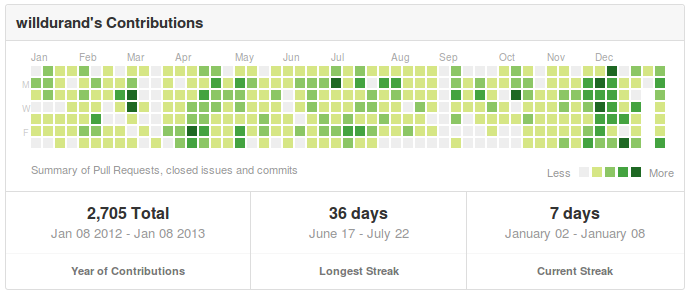 willdurand's Contributions
Jan Feb Mar Apr May Jun Jul Aug Sep Oct Nov Dec
M
W
F
Summary of Pull Requests, closed issues and commits
Less More
2,705 Total 36 days 7 days
Jan 08 2012 - Jan 08 2013 June 17 - July 22 January 02 - January 08
Year of Contributions Longest Streak Current Streak